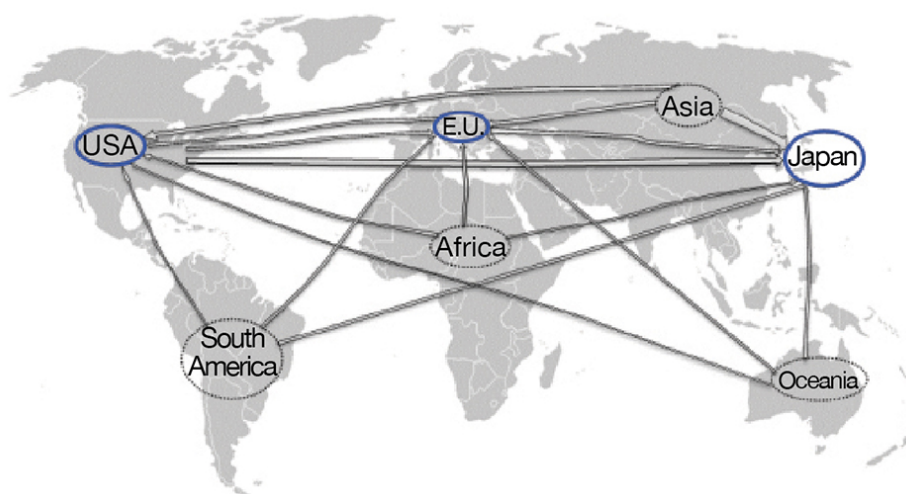 Asia
E.U.
USA
Japan
Africa
South
America
Oceania